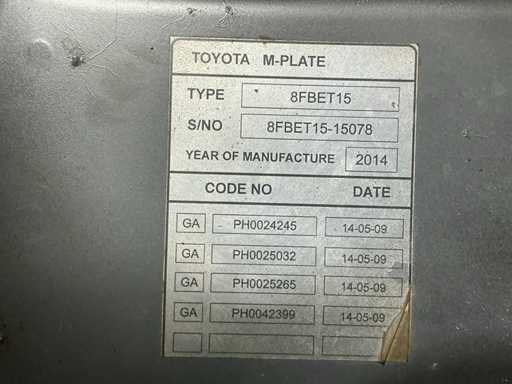 TOYOTA M-PLATE
TYPE 8FBET15
S/NO 8FBET15-15078
YEAR OF MANUFACTURE 2014
CODE NO DATE
GA PH0024245 14-05-09
GA PH0025032 14-05-09
GA PH0025265 14-05-09
GA PH0042399 14-05-09